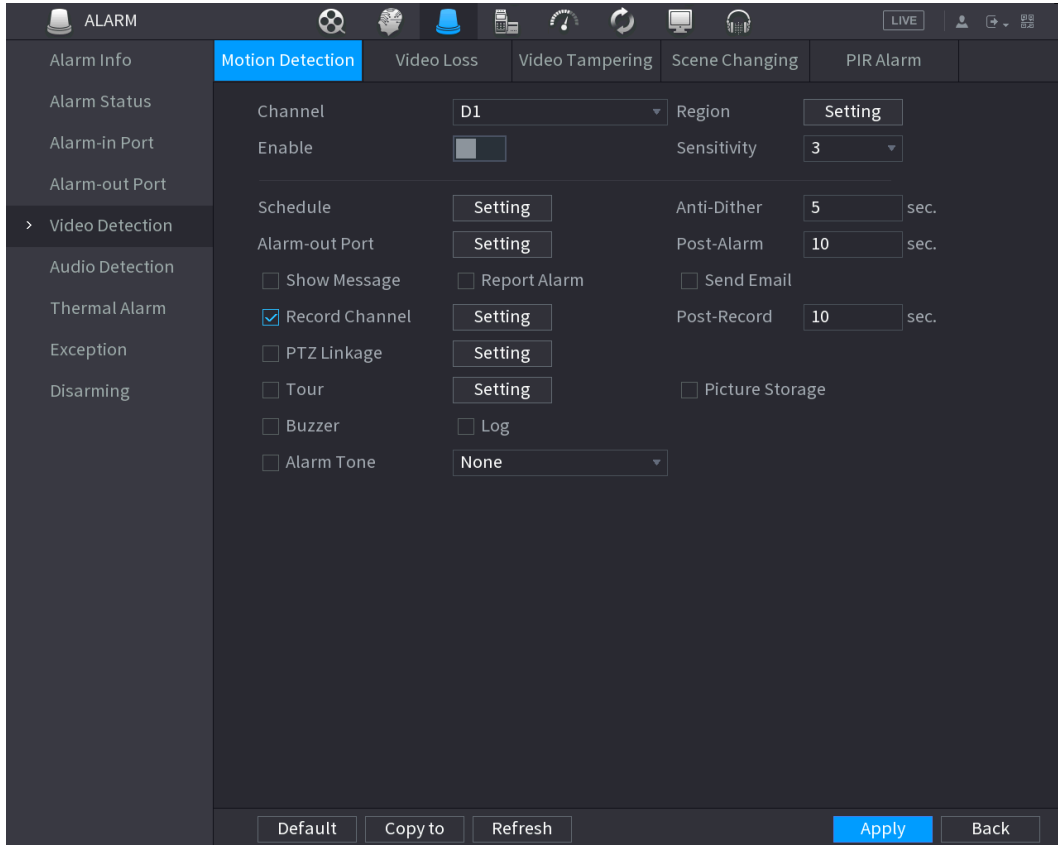 ALARM LIVE
Alarm Info
Alarm Status
Alarm-in Port
Alarm-out Port
Video Detection
Audio Detection
Thermal Alarm
Exception
Disarming
Motion Detection Video Loss Video Tampering Scene Changing PIR Alarm
Channel D1 Region Setting
Enable Sensitivity 3
Schedule Setting Anti-Dither 5 sec.
Alarm-out Port Setting Post-Alarm 10 sec.
Show Message Report Alarm Send Email
Record Channel Setting Post-Record 10 sec.
PTZ Linkage Setting
Tour Setting Picture Storage
Buzzer Log
Alarm Tone None
Default Copy to Refresh Apply Back